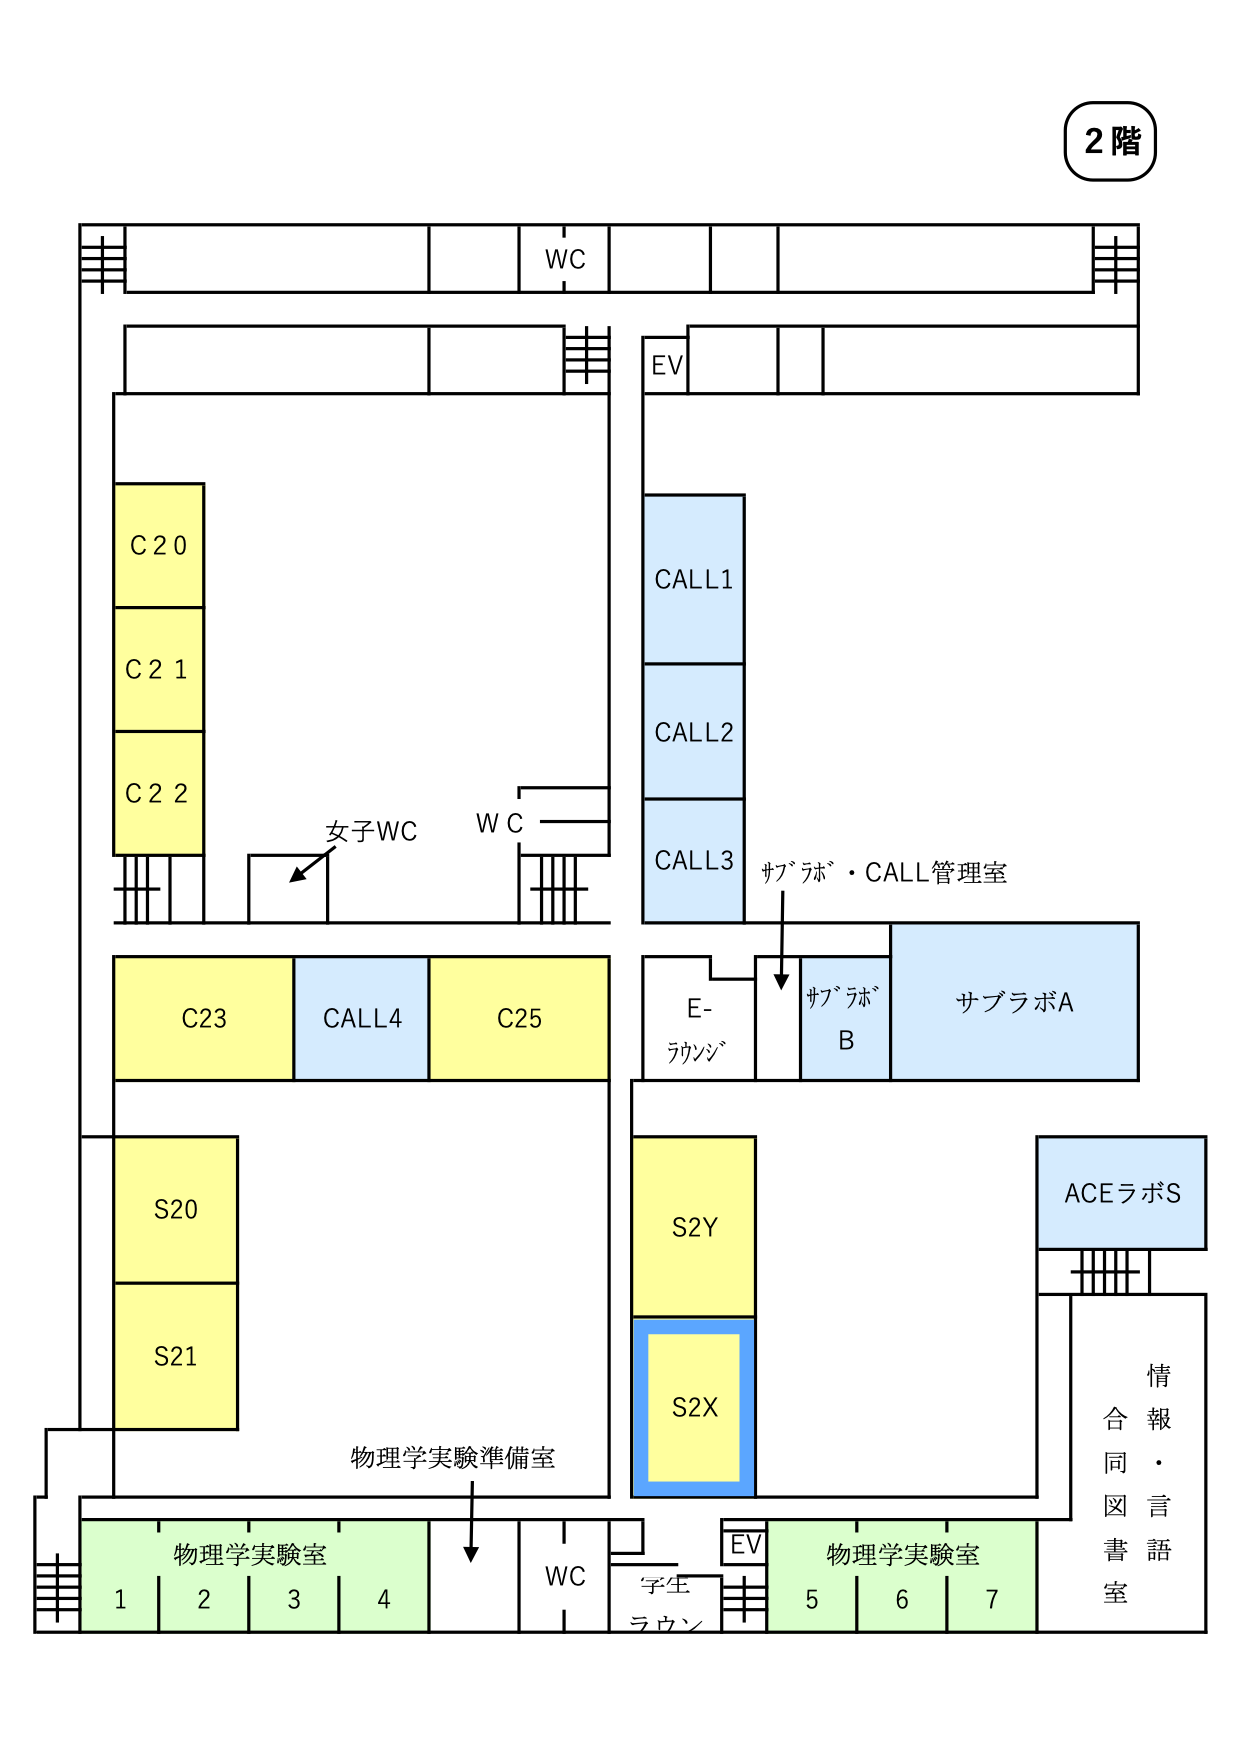 2階
WC
EV
C20
CALL1
C21
CALL2
C22
女子WC
WC
CALL3
ｻﾌﾞﾗﾎﾞ・CALL管理室
C23
CALL4
C25
E-
ﾗｳﾝｼﾞ
ｻﾌﾞﾗﾎﾞ
B
サブラボA
S20
S2Y
ACEラボS
S21
S2X
情報・言語
合同図書室
物理学実験準備室
物理学実験室
1
2
3
4
WC
学生
ラウン
EV
物理学実験室
5
6
7